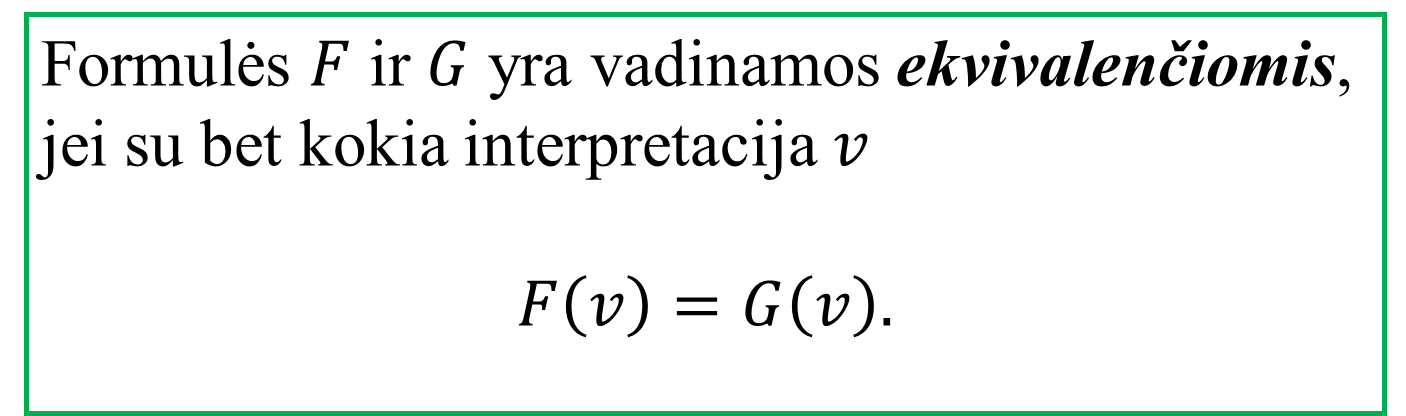 Formulės F ir G yra vadinamos ekvivalenčiomis,
jei su bet kokia interpretacija v
F(v) = G(v).